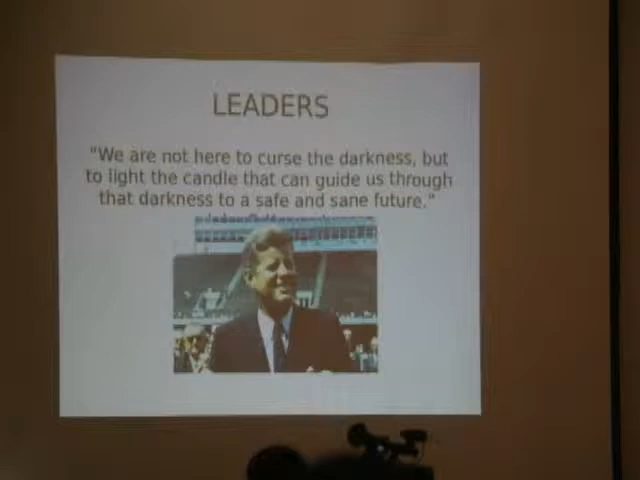 LEADERS
"We are not here to curse the darkness, but
to light the candle that can guide us through
that darkness to a safe and sane future."